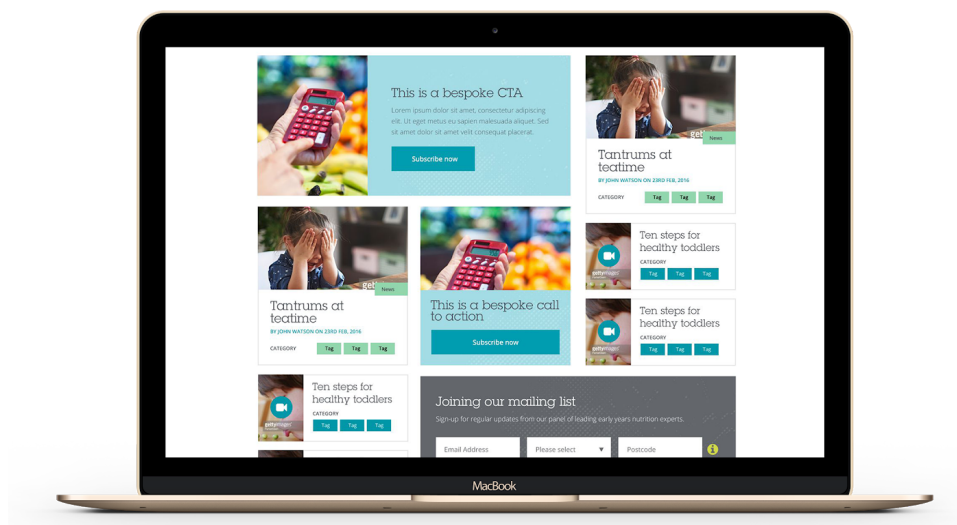 This is a bespoke CTA
Lorem ipsum dolor sit amet, consectetur adipiscing
elit. Ut eget metus eu sapien malesuada aliquet. Sed
sit amet dolor sit amet velit consequat placerat.
Subscribe now
News
Tantrums at
teatime
BY JOHN WATSON ON 23RD FEB, 2016
CATEGORY Tag Tag Tag
Ten steps for
healthy toddlers
CATEGORY
Tag Tag Tag
Ten steps for
healthy toddlers
CATEGORY
Tag Tag Tag
News
Tantrums at
teatime
BY JOHN WATSON ON 23RD FEB, 2016
CATEGORY Tag Tag Tag
This is a bespoke call
to action
Subscribe now
Ten steps for
healthy toddlers
CATEGORY
Tag Tag Tag
Joining our mailing list
Sign-up for regular updates from our panel of leading early years nutrition experts.
Email Address Please select Postcode
MacBook